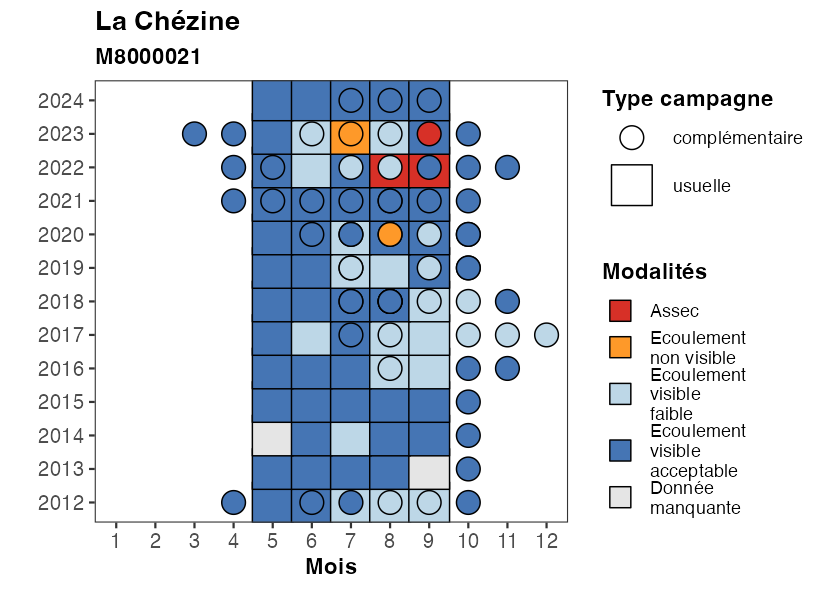 La Chézine
M8000021
2024
2023
2022
2021
2020
2019
2018
2017
2016
2015
2014
2013
2012
1 2 3 4 5 6 7 8 9 10 11 12
Mois
Type campagne
complémentaire
usuelle
Modalités
Assec
Ecoulement
non visible
Ecoulement
visible
faible
Ecoulement
visible
acceptable
Donnée
manquante